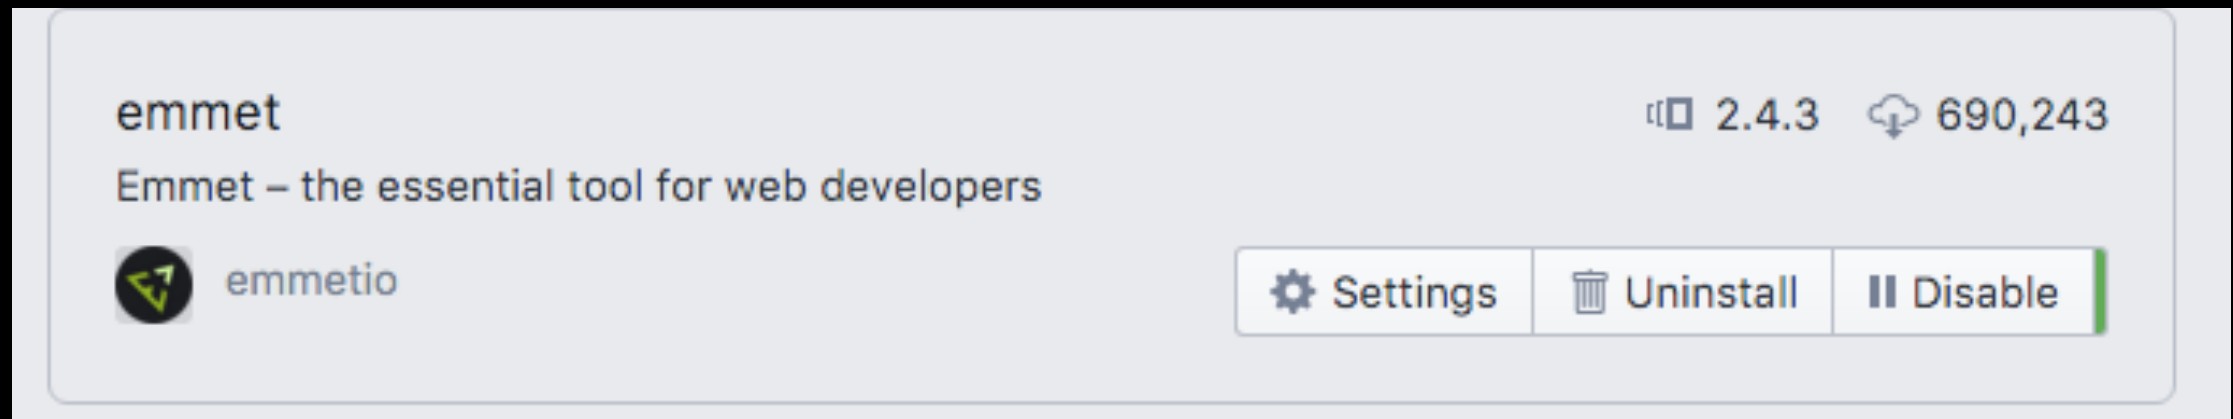 emmet
2.4.3
690,243
Emmet – the essential tool for web developers
emmetio
Settings
Uninstall
Disable